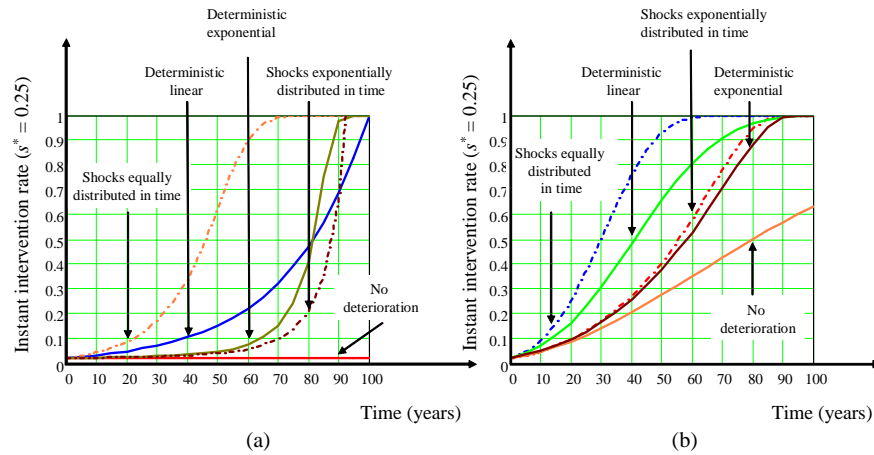 Deterministic
exponential
Deterministic
linear
Shocks exponentially
distributed in time
Shocks equally
distributed in time
No
deterioration
Instant intervention rate (s* = 0.25)
1
0.9
0.8
0.7
0.6
0.5
0.4
0.3
0.2
0.1
0
0 10 20 30 40 50 60 70 80 90 100
Time (years)
(a)
Shocks exponentially
distributed in time
Deterministic
linear
Deterministic
exponential
Shocks equally
distributed
in time
No
deterioration
Instant intervention rate (s* = 0.25)
1
0.9
0.8
0.7
0.6
0.5
0.4
0.3
0.2
0.1
0
0 10 20 30 40 50 60 70 80 90 100
Time (years)
(b)